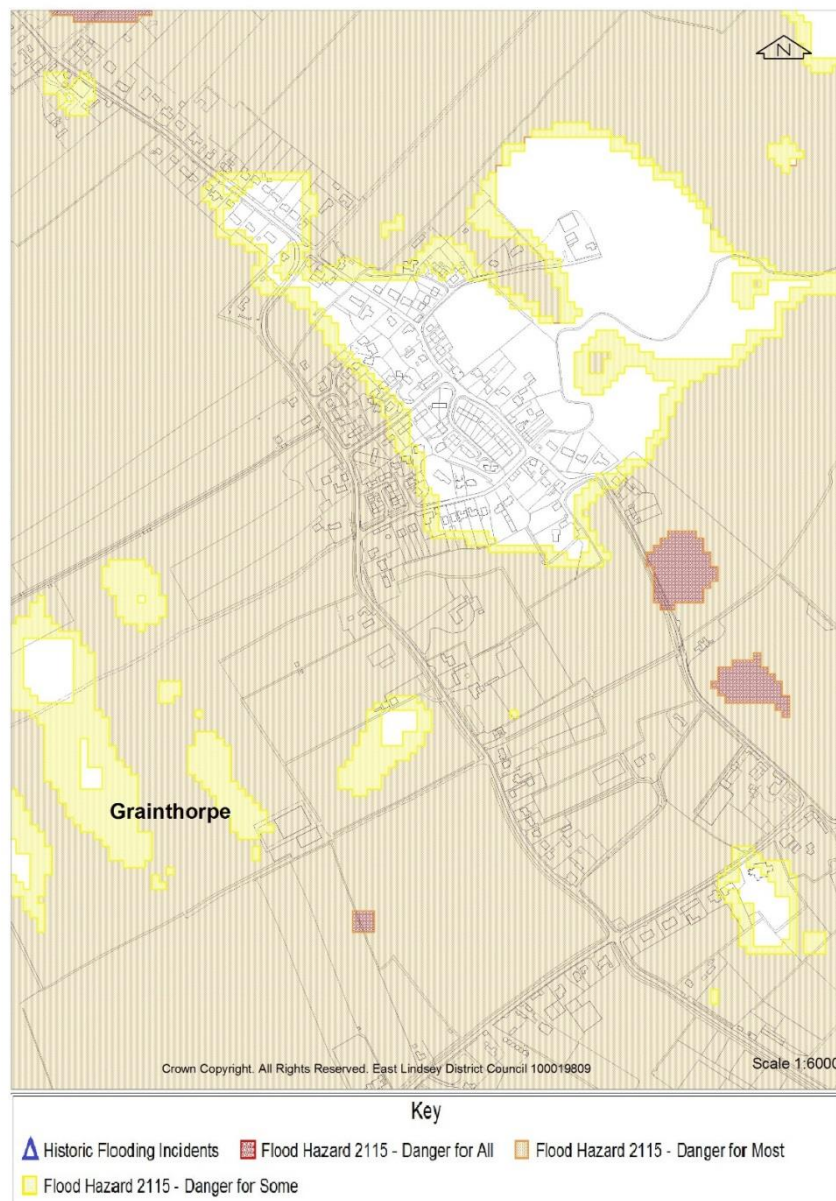 N
Grainthorpe
Crown Copyright. All Rights Reserved. East Lindsey District Council 100019809
Scale 1:6000
Key
Historic Flooding Incidents Flood Hazard 2115 - Danger for All Flood Hazard 2115 - Danger for Most
Flood Hazard 2115 - Danger for Some